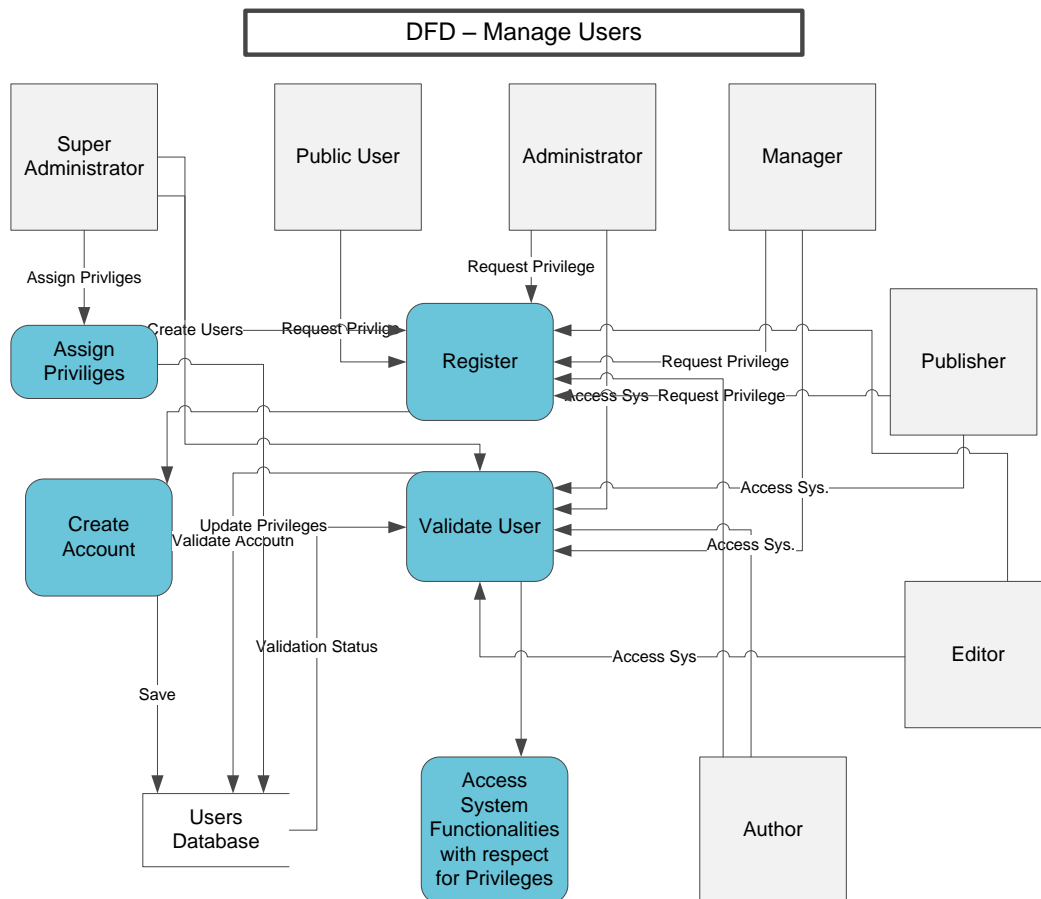 DFD – Manage Users
Super
Administrator
Public User
Administrator
Manager
Request Privilege
Assign Privliges
Create Users
Request Privlige
Assign
Priviliges
Register
Request Privilege
Publisher
Access Sys
Request Privilege
Access Sys.
Create
Account
Update Privileges
Validate Accoutn
Validate User
Access Sys.
Validation Status
Access Sys
Editor
Save
Users
Database
Access
System
Functionalities
with respect
for Privileges
Author